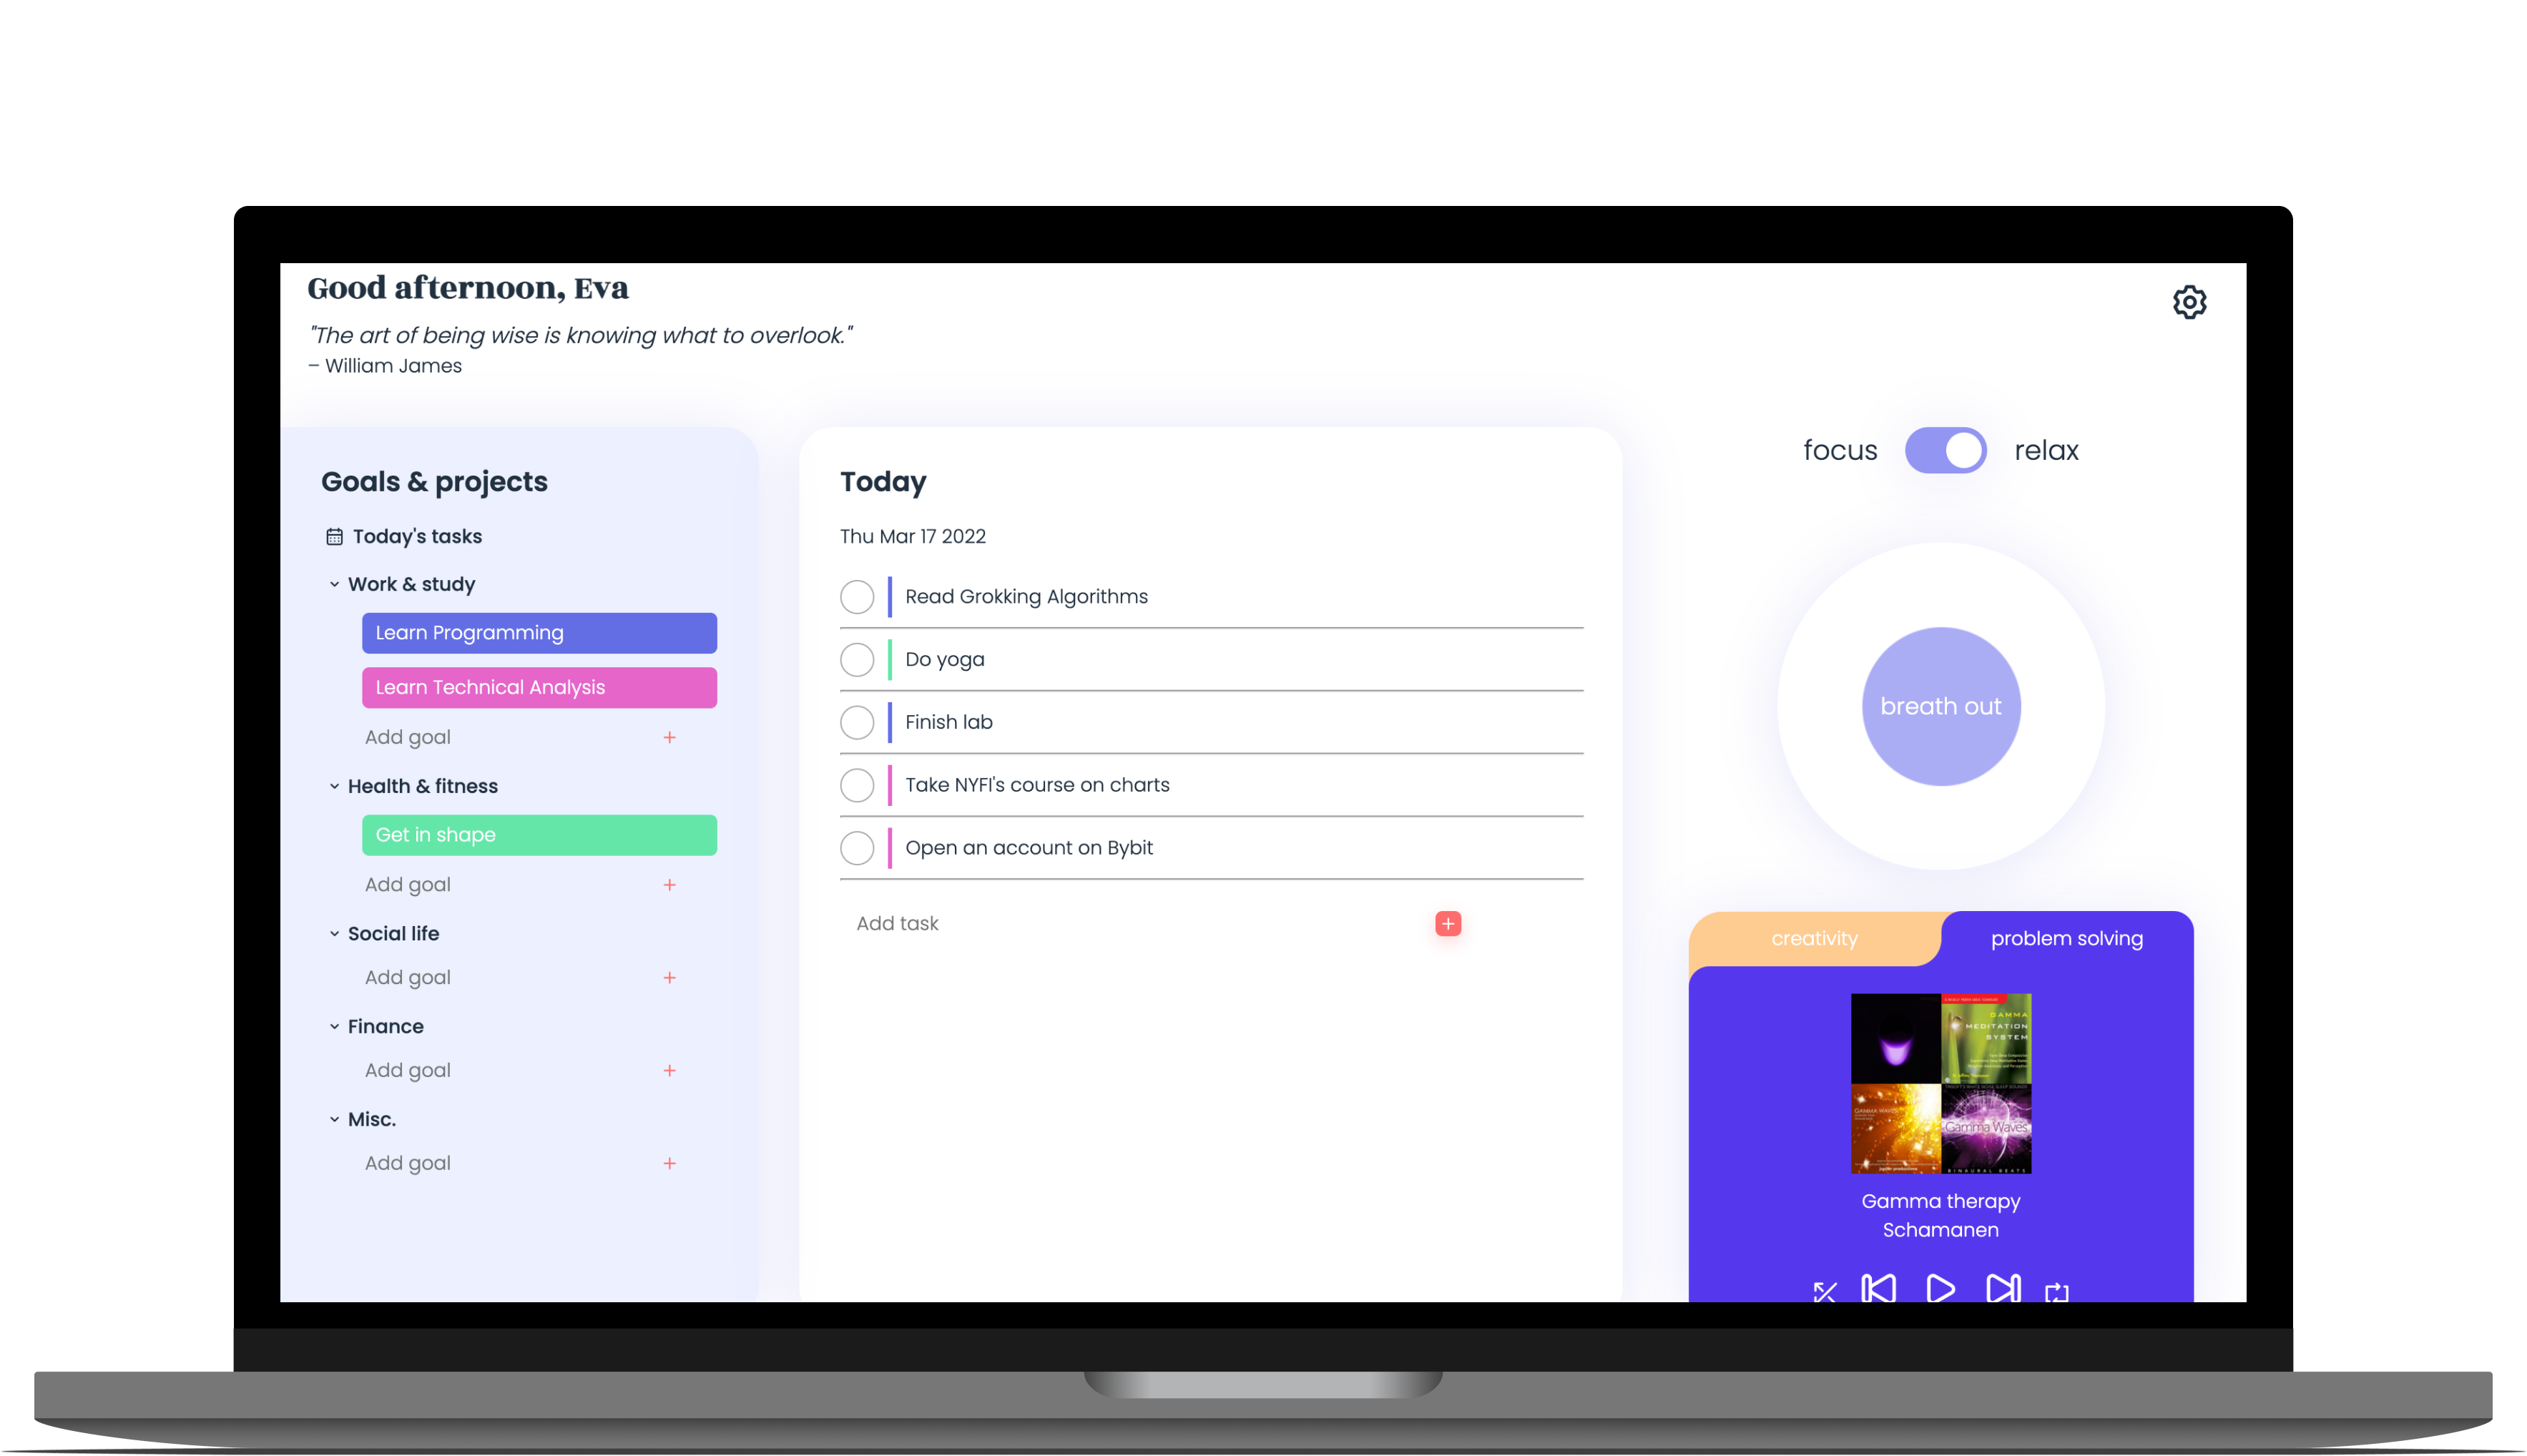 Good afternoon, Eva
"The art of being wise is knowing what to overlook."
– William James
Goals & projects
Today's tasks
Work & study
Learn Programming
Learn Technical Analysis
Add goal
Health & fitness
Get in shape
Add goal
Social life
Add goal
Finance
Add goal
Misc.
Add goal
Today
Thu Mar 17 2022
Read Grokking Algorithms
Do yoga
Finish lab
Take NYFI's course on charts
Open an account on Bybit
Add task
focus relax
breath out
creativity problem solving
GAMMA
MEDITATION
SYSTEM
GAMMA WAVES
Gamma Waves
BINAURAL BEATS
Gamma therapy
Schamanen